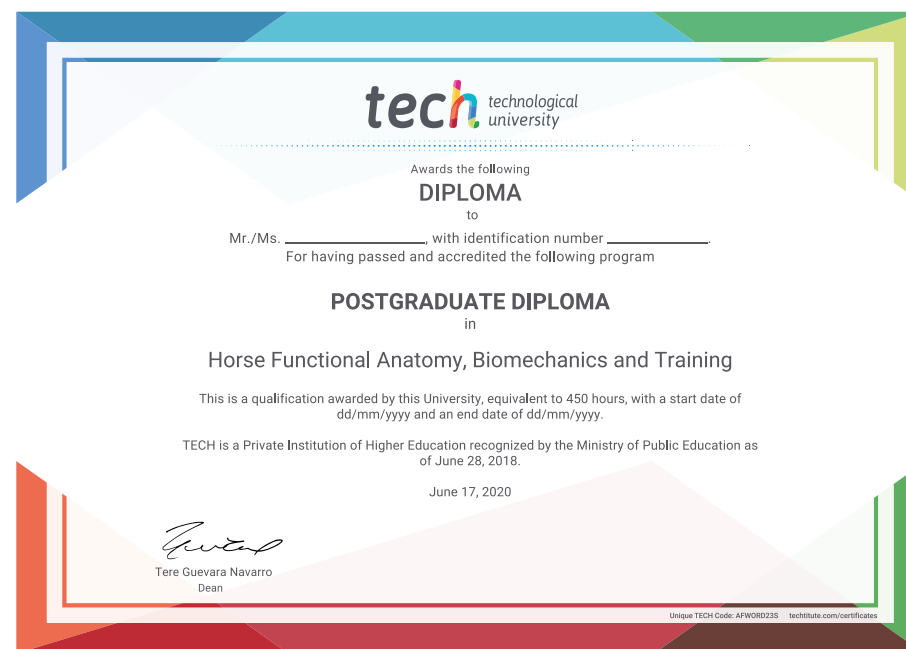 tech technological
university
Awards the following
DIPLOMA
to
Mr./Ms. ____________________, with identification number ______________.
For having passed and accredited the following program
POSTGRADUATE DIPLOMA
in
Horse Functional Anatomy, Biomechanics and Training
This is a qualification awarded by this University, equivalent to 450 hours, with a start date of
dd/mm/yyyy and an end date of dd/mm/yyyy.
TECH is a Private Institution of Higher Education recognized by the Ministry of Public Education as
of June 28, 2018.
June 17, 2020
Tere Guevara Navarro
Dean
Unique TECH Code: AFWORD23S techtitute.com/certificates